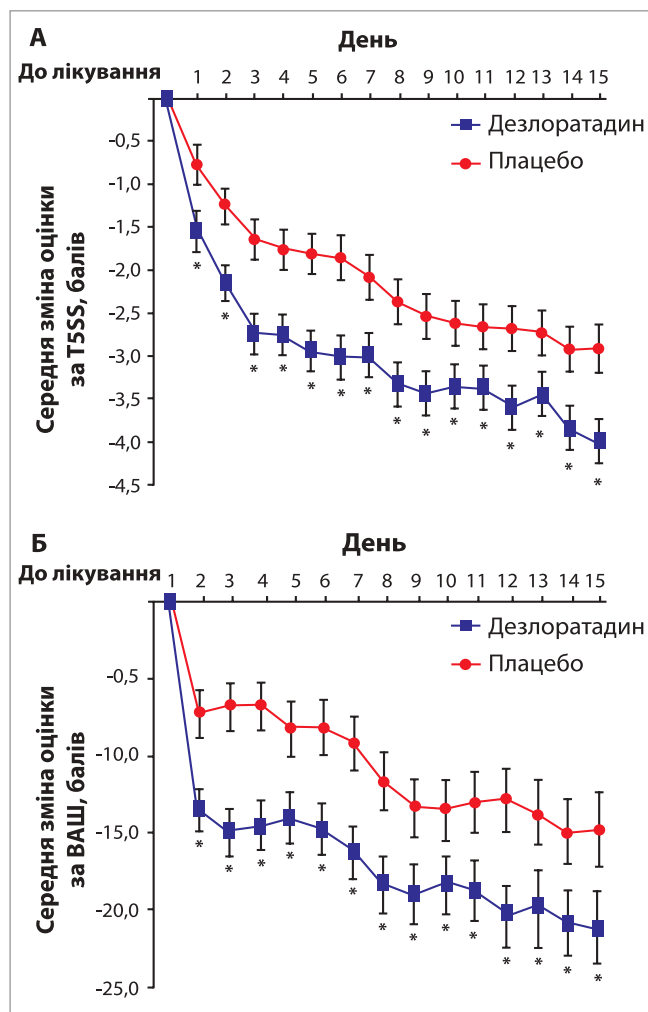 А
День
До лікування 1 2 3 4 5 6 7 8 9 10 11 12 13 14 15
-0,5
-1,0
-1,5
-2,0
-2,5
-3,0
-3,5
-4,0
-4,5
Середня зміна оцінки
за T5SS, балів
Дезлоратадин
Плацебо
* * * * * * * * * * * * * * *
Б
День
До лікування 1 2 3 4 5 6 7 8 9 10 11 12 13 14 15
-0,5
-10,0
-15,0
-20,0
-25,0
Середня зміна оцінки
за ВАШ, балів
Дезлоратадин
Плацебо
* * * * * * * * * * * * * *